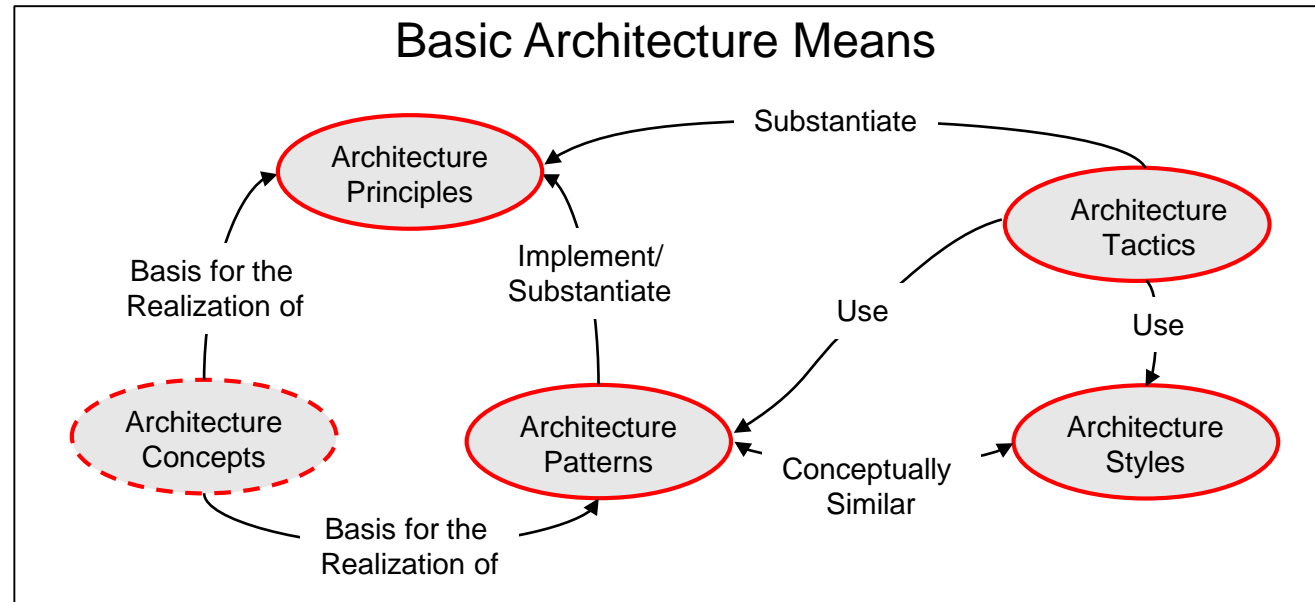 Basic Architecture Means
Substantiate
Architecture
Principles
Architecture
Tactics
Implement/
Substantiate
Basis for the
Realization of
Use
Use
Architecture
Concepts
Architecture
Patterns
Architecture
Styles
Conceptually
Similar
Basis for the
Realization of